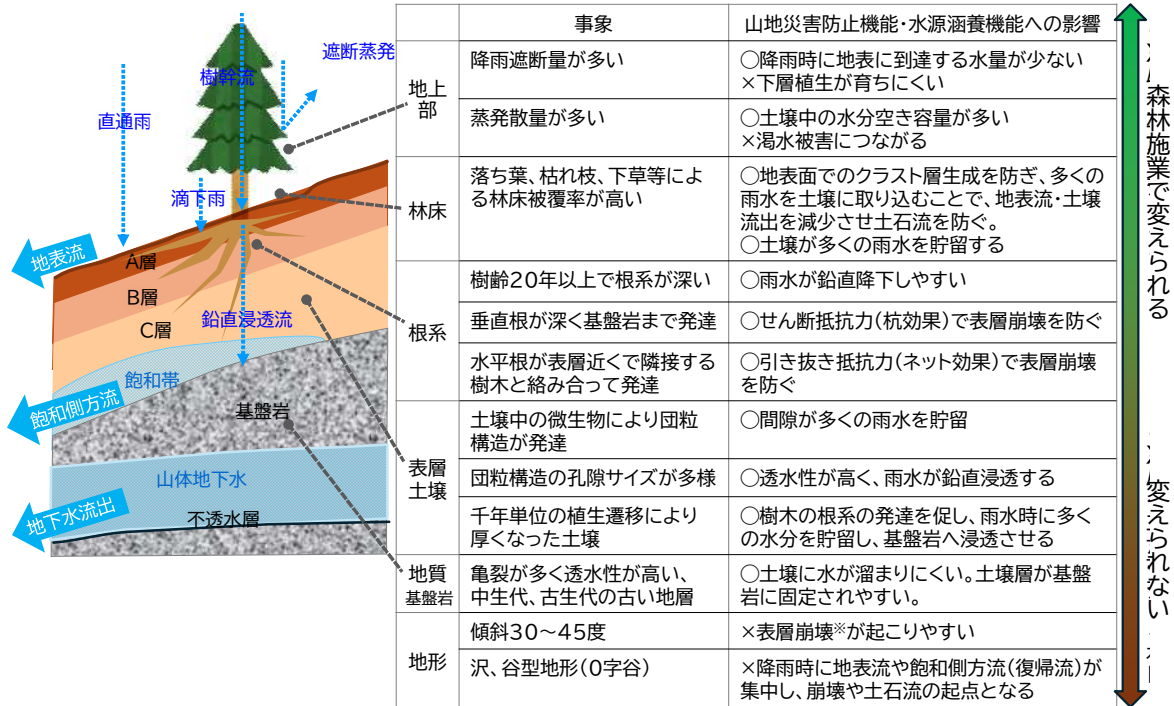 遮断蒸発
樹幹流
直通雨
滴下雨
地表流
A層
B層
C層
鉛直浸透流
飽和帯
飽和側方流
基盤岩
山体地下水
地下水流出
不透水層
事象
山地災害防止機能・水源涵養機能への影響
地上
部
降雨遮断量が多い
○降雨時に地表に到達する水量が少ない
×下層植生が育ちにくい
蒸発散量が多い
○土壌中の水分空き容量が多い
×渇水被害につながる
林床
落ち葉、枯れ枝、下草等によ
る林床被覆率が高い
○地表面でのクラスト層生成を防ぎ、多くの
雨水を土壌に取り込むことで、地表流・土壌
流出を減少させ土石流を防ぐ。
○土壌が多くの雨水を貯留する
根系
樹齢20年以上で根系が深い
○雨水が鉛直降下しやすい
垂直根が深く基盤岩まで発達
○せん断抵抗力(杭効果)で表層崩壊を防ぐ
水平根が表層近くで隣接する
樹木と絡み合って発達
○引き抜き抵抗力(ネット効果)で表層崩壊
を防ぐ
表層
土壌
土壌中の微生物により団粒
構造が発達
○間隙が多くの雨水を貯留
団粒構造の孔隙サイズが多様
○透水性が高く、雨水が鉛直浸透する
千年単位の植生遷移により
厚くなった土壌
○樹木の根系の発達を促し、雨水時に多く
の水分を貯留し、基盤岩へ浸透させる
地質
基盤岩
亀裂が多く透水性が高い、
中生代、古生代の古い地層
○土壌に水が溜まりにくい。土壌層が基盤
岩に固定されやすい。
地形
傾斜30～45度
×表層崩壊※が起こりやすい
沢、谷型地形(0字谷)
×降雨時に地表流や飽和側方流(復帰流)が
集中し、崩壊や土石流の起点となる
森林施業で変えられる
変えられない